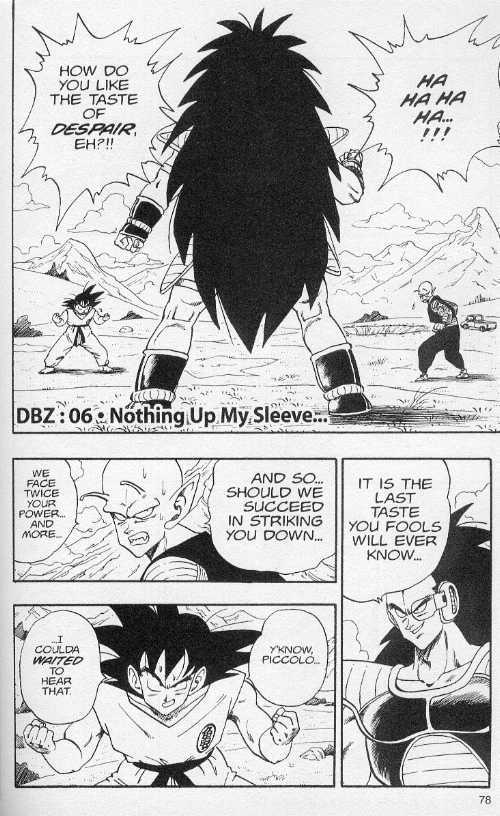 HA
HA HA
HA...
!!!
HOW DO
YOU LIKE
THE TASTE
OF
DESPAIR,
EH?!!
DBZ : 06 • Nothing Up My Sleeve...
IT IS THE
LAST
TASTE
YOU FOOLS
WILL EVER
KNOW...
AND SO...
SHOULD WE
SUCCEED
IN STRIKING
YOU DOWN...
WE
FACE
TWICE
YOUR
POWER...
AND
MORE...
Y'KNOW,
PICCOLO...
...I
COULDA
WAITED
TO
HEAR
THAT.
78